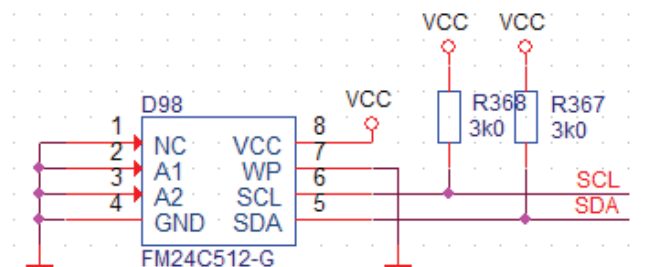 VCC VCC
D98 VCC R368 R367
1 8 3k0 3k0
NC VCC
2 7
A1 WP
3 6 SCL
A2 SCL
4 5 SDA
GND SDA
FM24C512-G